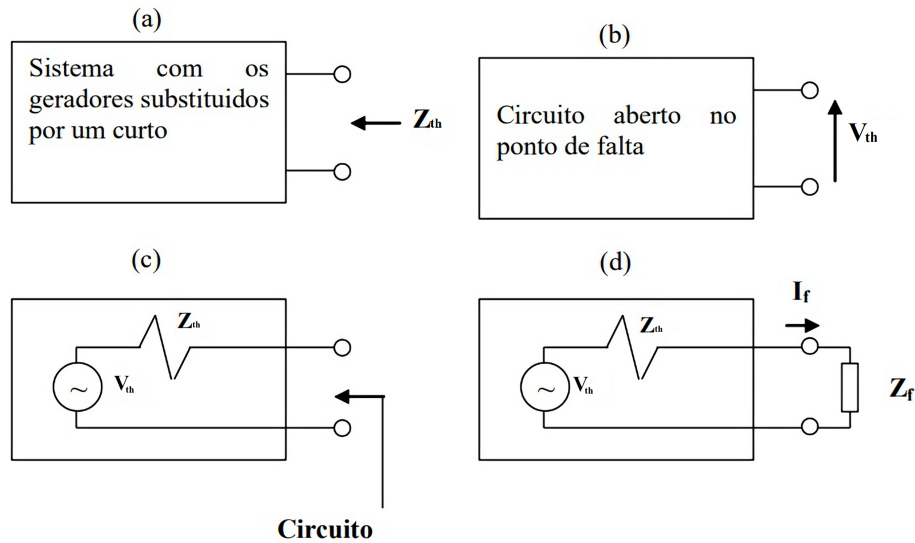 (a)
Sistema com os
geradores substituidos
por um curto
Zth
(b)
Circuito aberto no
ponto de falta
Vth
(c)
Zth
~
Vth
Circuito
(d)
If
Zth
~
Vth
Zf